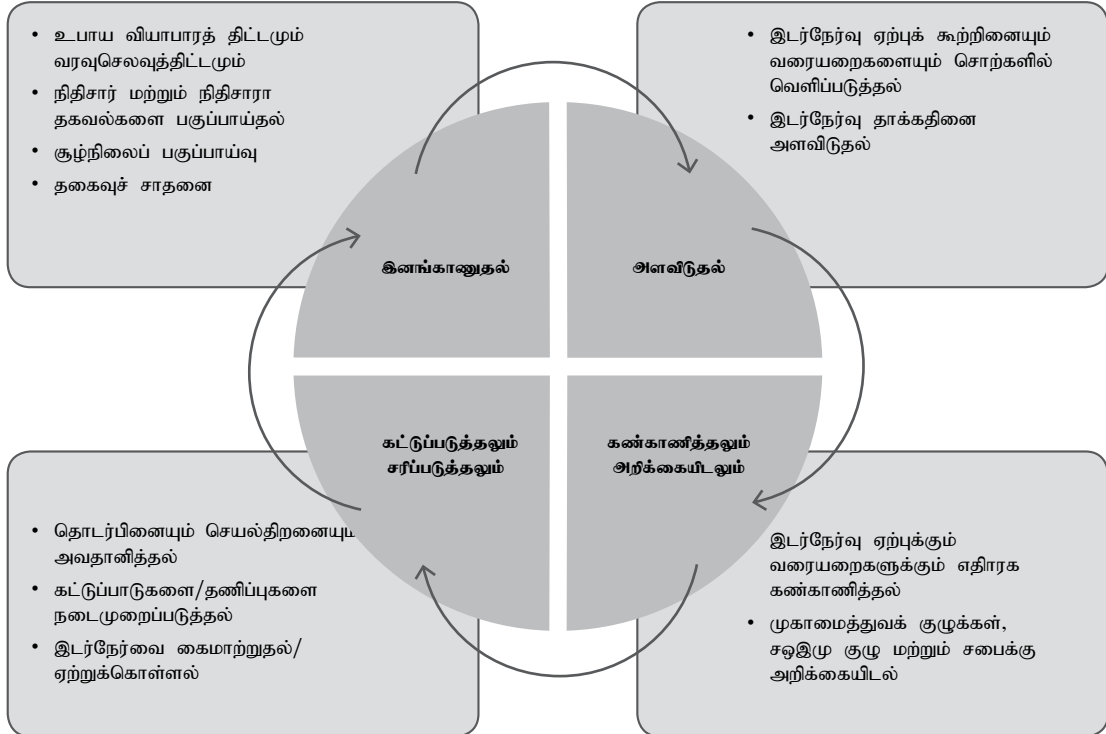 • உபாய வியாபாரத் திட்டமும்
வரவுசெலவுத்திட்டமும்
• நிதிசார் மற்றும் நிதிசாரா
தகவல்களை பகுப்பாய்தல்
• சூழ்நிலைப் பகுப்பாய்வு
• தகைவுச் சாதனை
• இடர்நேர்வு ஏற்புக் கூற்றினையும்
வரையறைகளையும் சொற்களில்
வெளிப்படுத்தல்
• இடர்நேர்வு தாக்கதினை
அளவிடுதல்
இனங்காணுதல்
அளவிடுதல்
கட்டுப்படுத்தலும்
சரிப்படுத்தலும்
கண்காணித்தலும்
அறிக்கையிடலும்
• தொடர்பினையும் செயல்திறனையும்
அவதானித்தல்
• கட்டுப்பாடுகளை/தணிப்புகளை
நடைமுறைப்படுத்தல்
• இடர்நேர்வை கைமாற்றுதல்/
ஏற்றுக்கொள்ளல்
இடர்நேர்வு ஏற்புக்கும்
வரையறைகளுக்கும் எதிாரக
கண்காணித்தல்
• முகாமைத்துவக் குழுக்கள்,
சஒஇமு குழு மற்றும் சபைக்கு
அறிக்கையிடல்